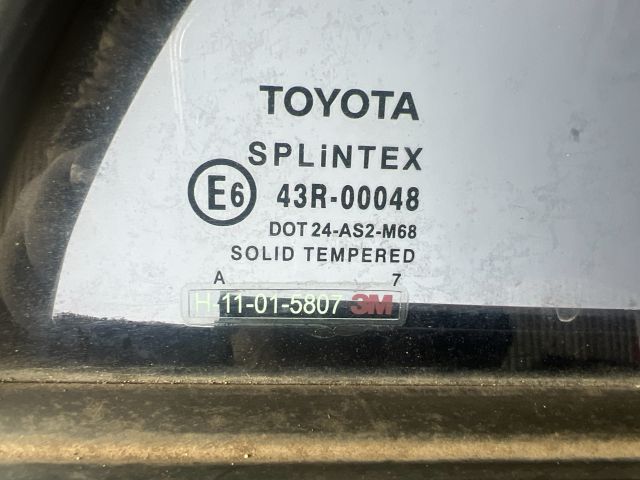 TOYOTA
SPLiNTEX
E6 43R-00048
DOT 24-AS2-M68
SOLID TEMPERED
A 7
H-11-01-5807 3M